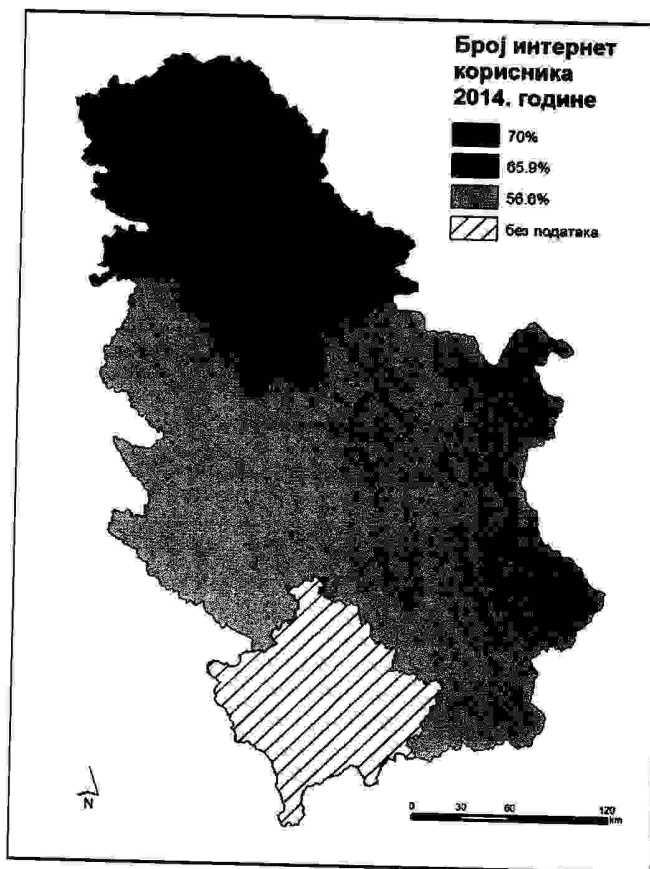 Број интернет
корисника
2014. године
70%
65.9%
56.6%
без података
N
0 30 60 120
km